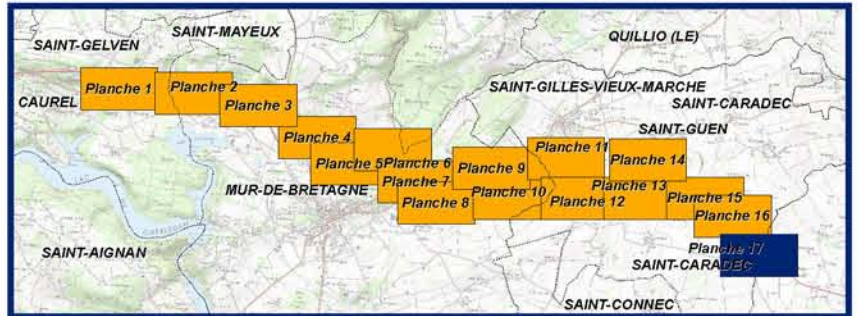 SAINT-GELVEN
SAINT-MAYEUX
QUILLIO (LE)
Planche 1
Planche 2
SAINT-GILLES-VIEUX-MARCHE
CAUREL
Planche 3
SAINT-CARADEC
SAINT-GUEN
Planche 4
Planche 11
Planche 5
Planche 6
Planche 9
Planche 14
MUR-DE-BRETAGNE
Planche 7
Planche 10
Planche 13
Planche 8
Planche 12
Planche 15
Planche 16
SAINT-AIGNAN
Planche 17
SAINT-CARADEC
SAINT-CONNEC